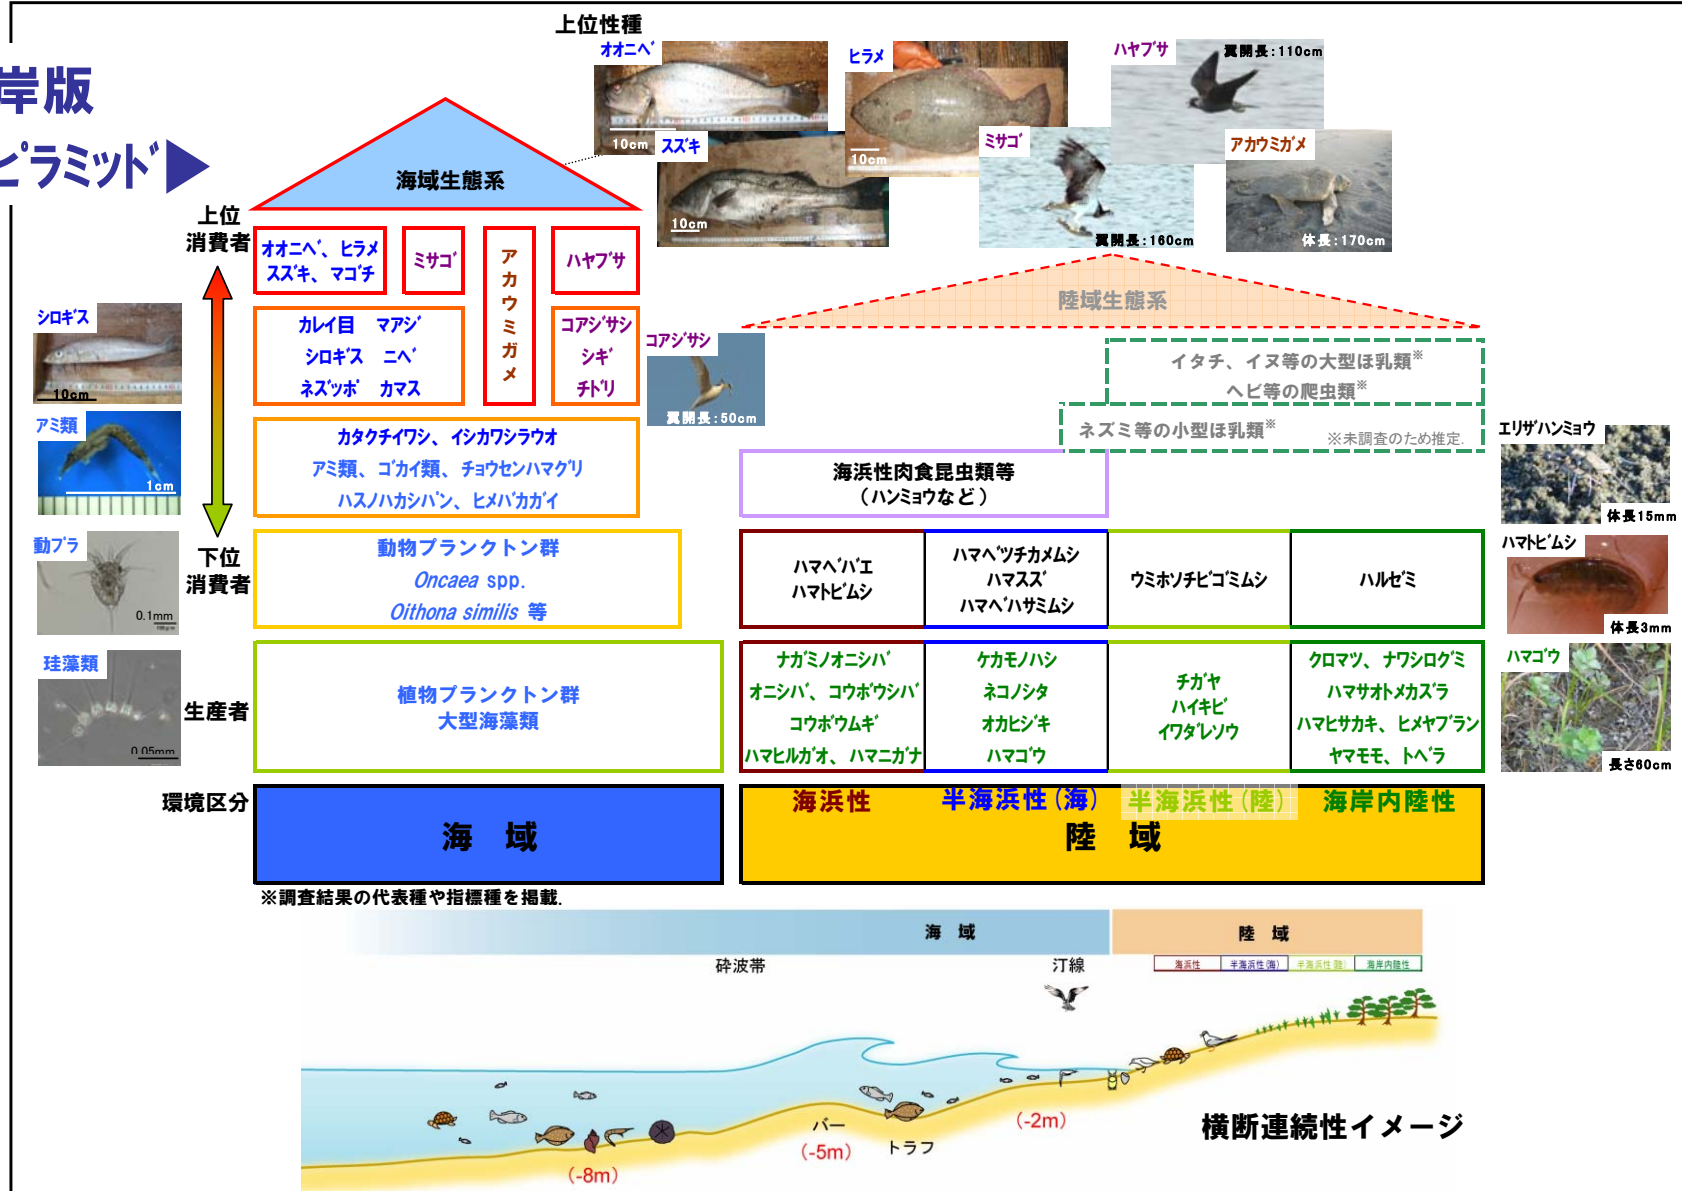 岸版
ピラミッド▶
上位性種
オオニベ
10cm
ヒラメ
10cm
ハヤブサ
翼開長:110cm
スズキ
10cm
ミサゴ
翼開長:160cm
アカウミガメ
体長:170cm
海域生態系
上位
消費者
オオニベ、ヒラメ
スズキ、マゴチ
ミサゴ
アカウミガメ
ハヤブサ
陸域生態系
シロギス
10cm
カレイ目 マアジ
シロギス ニベ
ネズッポ カマス
コアジサシ
シギ
チドリ
コアジサシ
翼開長:50cm
イタチ、イヌ等の大型ほ乳類※
ヘビ等の爬虫類※
ネズミ等の小型ほ乳類※
※未調査のため推定.
アミ類
1cm
カタクチイワシ、イシカワシラウオ
アミ類、ゴカイ類、チョウセンハマグリ
ハスノハカシパン、ヒメバカガイ
海浜性肉食昆虫類等
(ハンミョウなど)
エリザハンミョウ
体長15mm
動プラ
0.1mm
下位
消費者
動物プランクトン群
Oncaea spp.
Oithona similis 等
ハマベバエ
ハマトビムシ
ハマベツチカメムシ
ハマスズ
ハマベハサミムシ
ウミホソチビゴミムシ
ハルゼミ
ハマトビムシ
体長3mm
珪藻類
0.05mm
生産者
植物プランクトン群
大型海藻類
ナガミノオニシバ
オニシバ、コウボウシバ
コウボウムギ
ハマヒルガオ、ハマニガナ
ケカモノハシ
ネコノシタ
オカヒジキ
ハマゴウ
チガヤ
ハイキビ
イワダレソウ
クロマツ、ナワシログミ
ハマサオトメカズラ
ハマヒサカキ、ヒメヤブラン
ヤマモモ、トベラ
ハマゴウ
長さ60cm
環境区分
海 域
海浜性
半海浜性(海)
半海浜性(陸)
海岸内陸性
陸 域
※調査結果の代表種や指標種を掲載.
海 域
陸 域
砕波帯
汀線
海浜性
半海浜性(海)
半海浜性(陸)
海岸内陸性
バー
トラフ
(-2m)
(-5m)
(-8m)
横断連続性イメージ